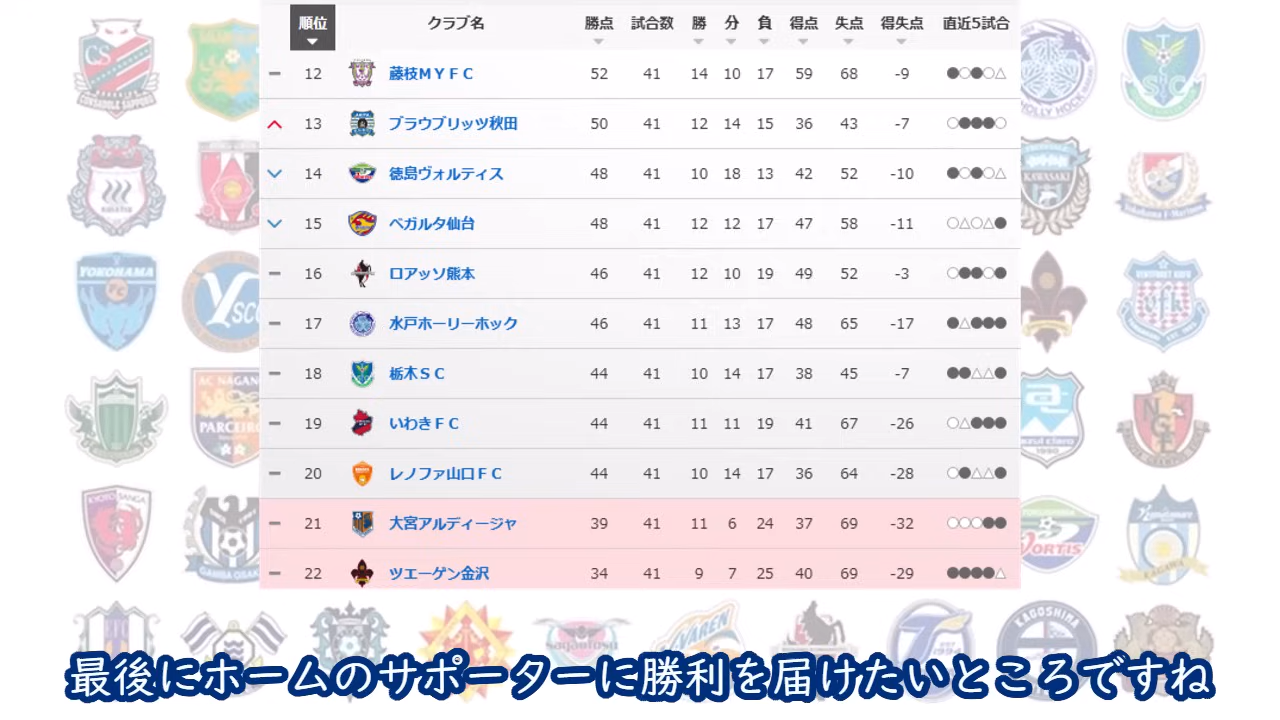 順位 クラブ名 勝点 試合数 勝 分 負 得点 失点 得失点 直近5試合
12 藤枝ＭＹＦＣ 52 41 14 10 17 59 68 -9 ●○●○△
13 ブラウブリッツ秋田 50 41 12 14 15 36 43 -7 ○●●●○
14 徳島ヴォルティス 48 41 10 18 13 42 52 -10 ●○●○△
15 ベガルタ仙台 48 41 12 12 17 47 58 -11 ○△○△●
16 ロアッソ熊本 46 41 12 10 19 49 52 -3 ○●●○●
17 水戸ホーリーホック 46 41 11 13 17 48 65 -17 ●△●●●
18 栃木ＳＣ 44 41 10 14 17 38 45 -7 ●●△△●
19 いわきＦＣ 44 41 11 11 19 41 67 -26 ○△●●●
20 レノファ山口ＦＣ 44 41 10 14 17 36 64 -28 ○●△△●
21 大宮アルディージャ 39 41 11 6 24 37 69 -32 ○○○●●
22 ツエーゲン金沢 34 41 9 7 25 40 69 -29 ●●●●△
最後にホームのサポーターに勝利を届けたいところですね